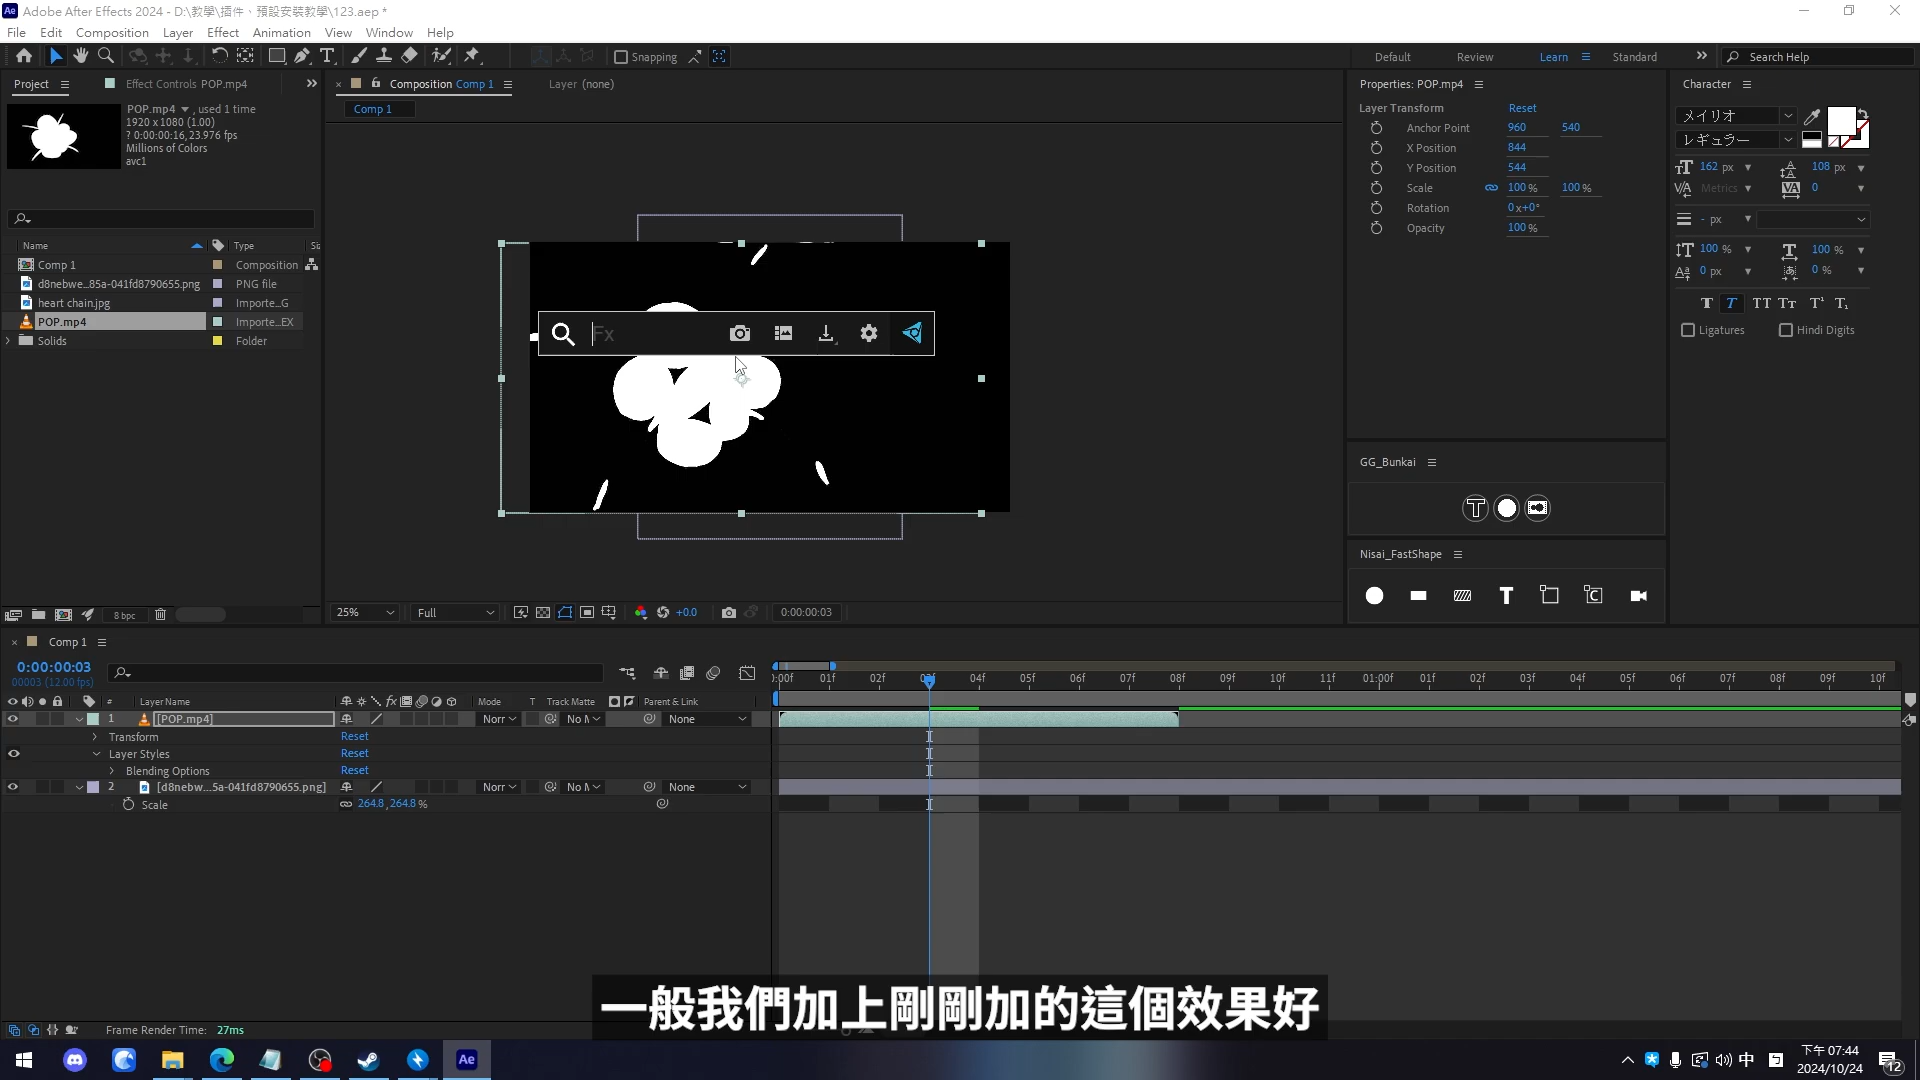 Adobe After Effects 2024 - D:\教學\插件、預設安裝教學\123.aep *
File Edit Composition Layer Effect Animation View Window Help
Snapping
Default Review Learn Standard Search Help
Project Effect Controls POP.mp4
Composition Comp 1
Layer (none)
Comp 1
POP.mp4 , used 1 time
1920 x 1080 (1.00)
? 0:00:00:16, 23.976 fps
Millions of Colors
avc1
Name Type
Comp 1 Composition
d8nebwe...85a-041fd8790655.png PNG file
heart chain.jpg Importe...G
POP.mp4 Importe...EX
Solids Folder
8 bpc
Fx
25% Full +0.0 0:00:00:03
Properties: POP.mp4
Layer Transform Reset
Anchor Point 960 540
X Position 844
Y Position 544
Scale 100 % 100 %
Rotation 0x+0°
Opacity 100 %
GG_Bunkai
Nisai_FastShape
Character
メイリオ
レギュラー
162 px 108 px
Metrics 0
- px
100 % 100 %
0 px 0 %
Ligatures Hindi Digits
Comp 1
0:00:00:03
00003 (12.00 fps)
:00f 01f 02f 03f 04f 05f 06f 07f 08f 09f 10f 11f 01:00f 01f 02f 03f 04f 05f 06f 07f 08f 09f 10f
# Layer Name Mode T Track Matte Parent & Link
1 [POP.mp4] Norr No M None
Transform Reset
Layer Styles Reset
Blending Options Reset
2 [d8nebw...5a-041fd8790655.png] Norr No M None
Scale 264.8, 264.8 %
一般我們加上剛剛加的這個效果好
Frame Render Time: 27ms
Ae
中
下午 07:44
2024/10/24
12